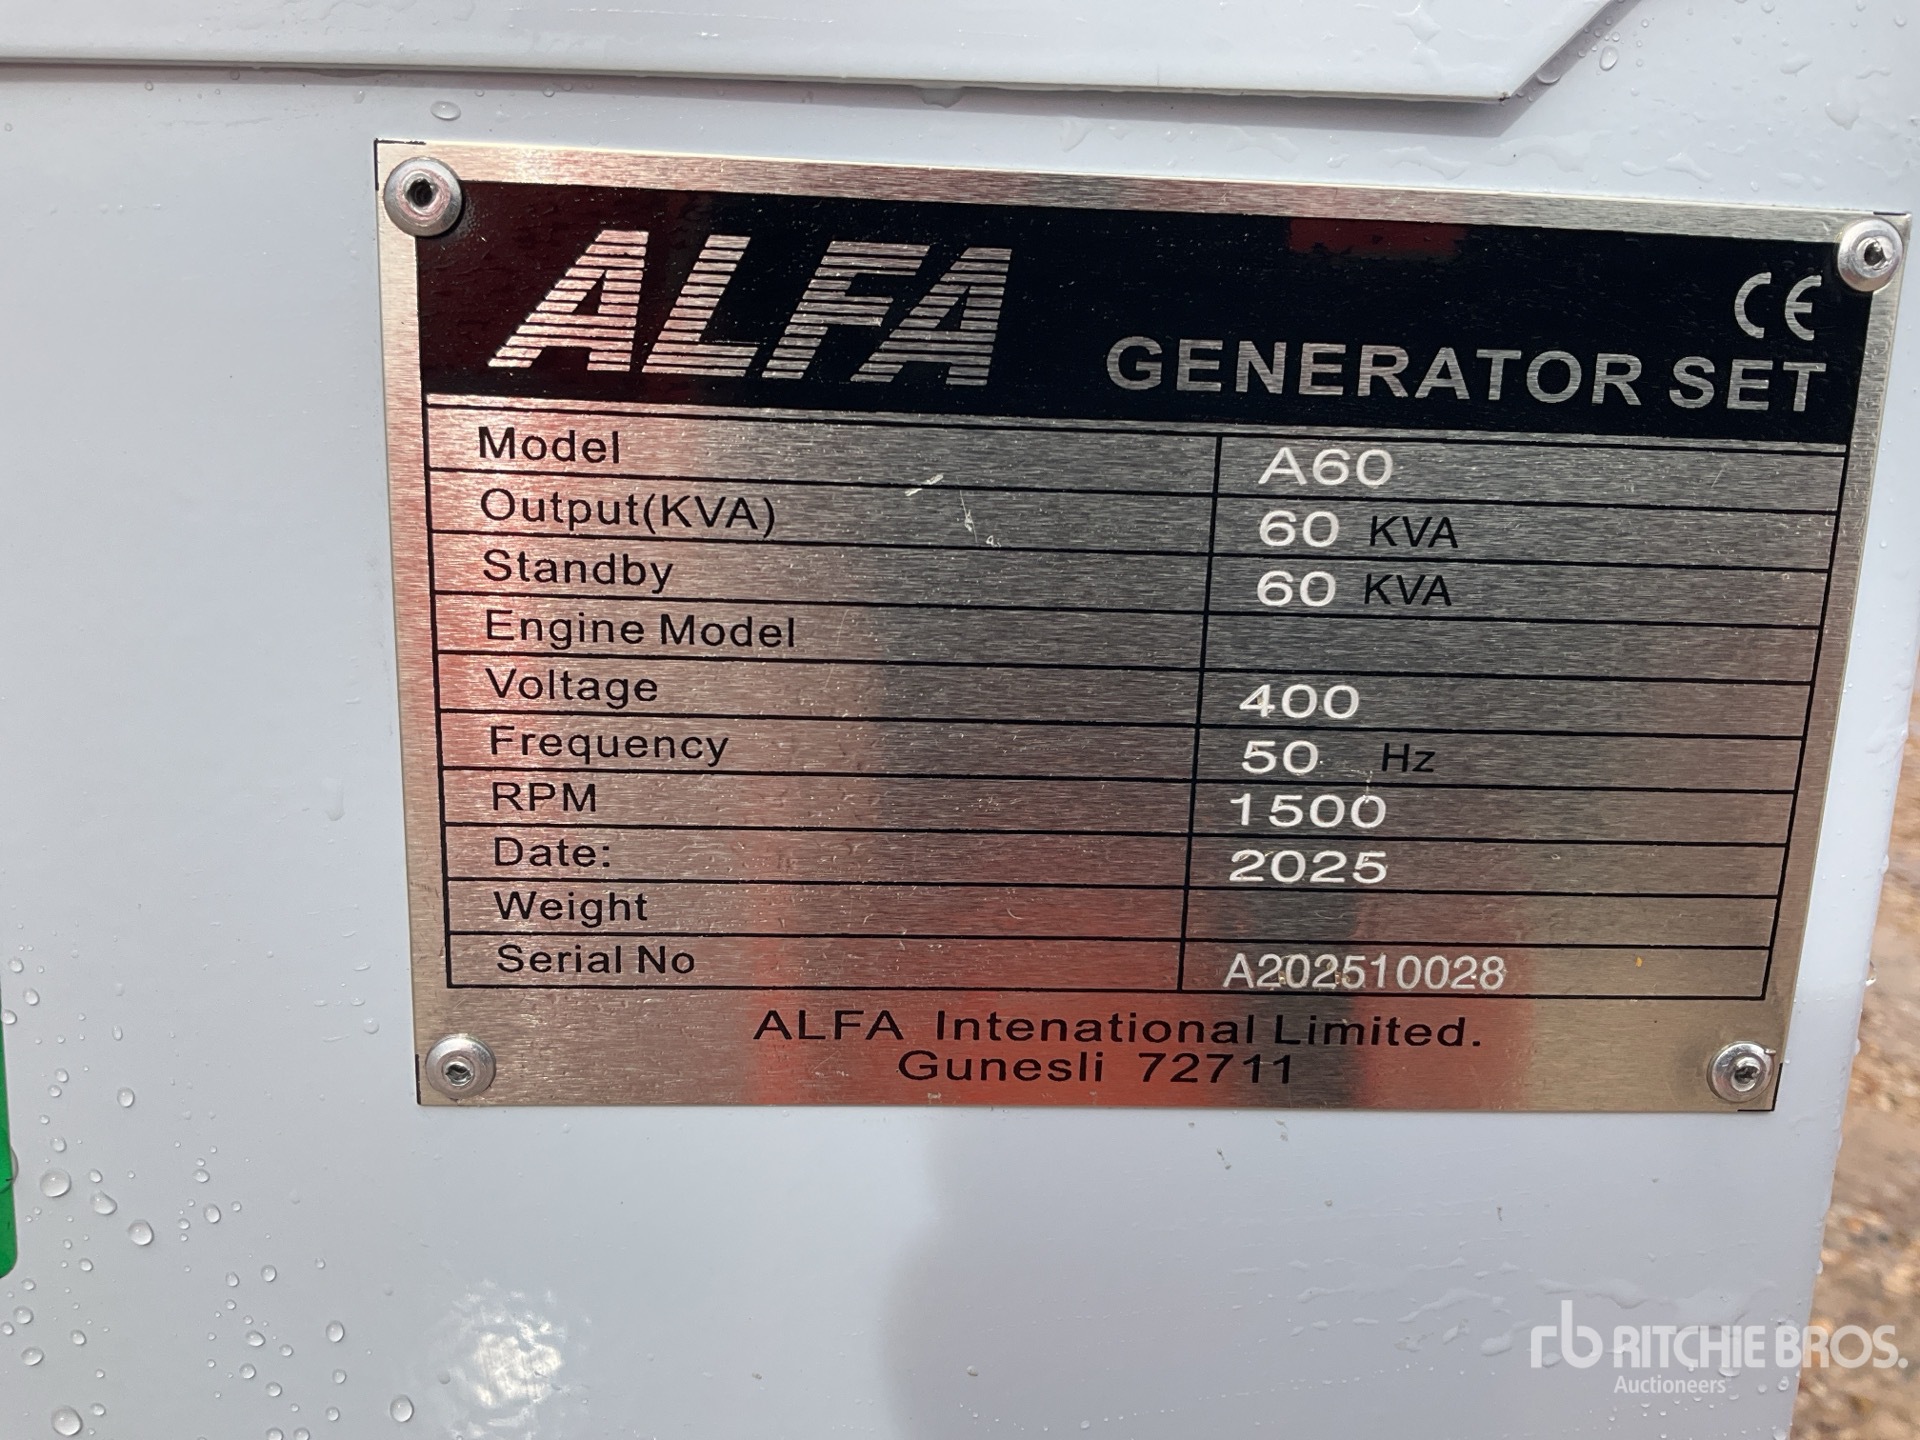 ALFA GENERATOR SET CE
Model A60
Output(KVA) 60 KVA
Standby 60 KVA
Engine Model
Voltage 400
Frequency 50 Hz
RPM 1500
Date: 2025
Weight
Serial No A202510028
ALFA Intenational Limited.
Gunesli 72711
rb RITCHIE BROS.
Auctioneers